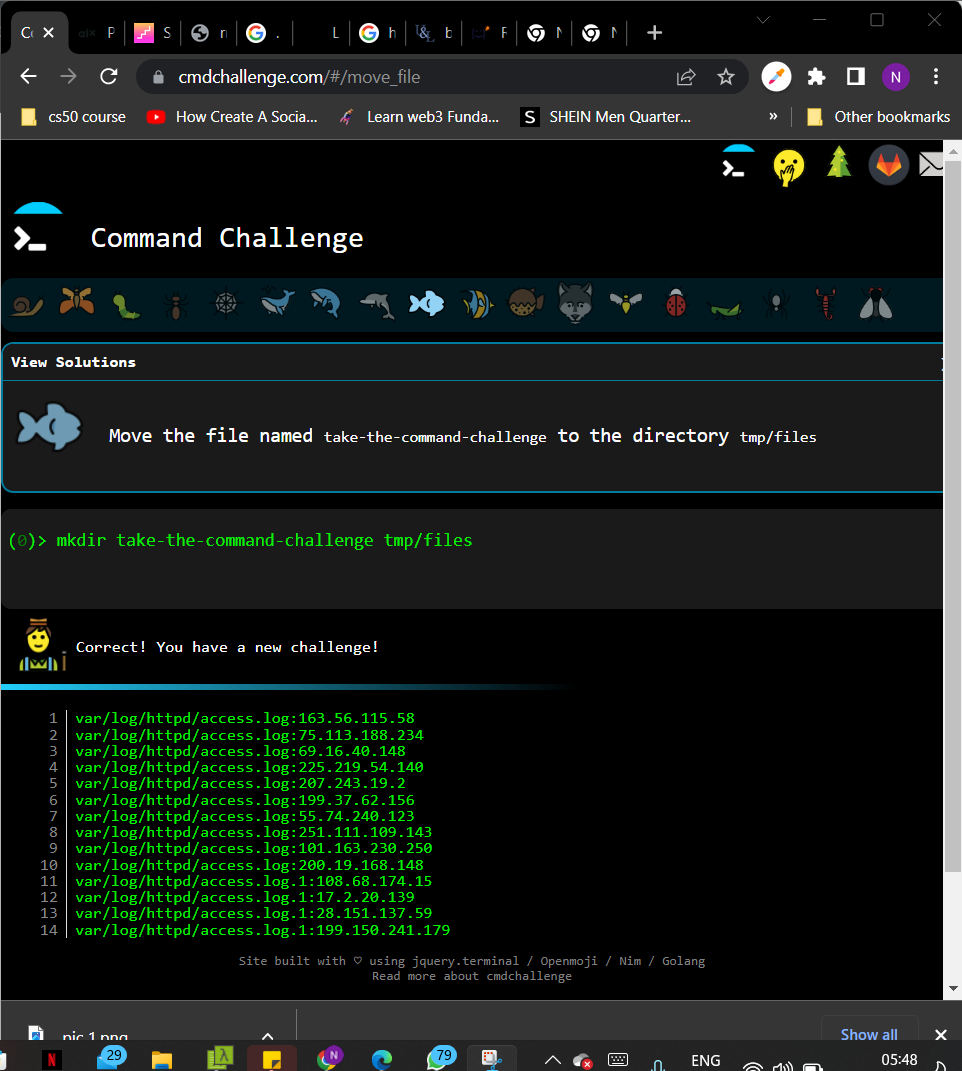 Co P S ri . L h b F N N
cmdchallenge.com/#/move_file N
cs50 course How Create A Socia... Learn web3 Funda... S SHEIN Men Quarter... » Other bookmarks
Command Challenge
View Solutions
Move the file named take-the-command-challenge to the directory tmp/files
(0)> mkdir take-the-command-challenge tmp/files
Correct! You have a new challenge!
1 var/log/httpd/access.log:163.56.115.58
2 var/log/httpd/access.log:75.113.188.234
3 var/log/httpd/access.log:69.16.40.148
4 var/log/httpd/access.log:225.219.54.140
5 var/log/httpd/access.log:207.243.19.2
6 var/log/httpd/access.log:199.37.62.156
7 var/log/httpd/access.log:55.74.240.123
8 var/log/httpd/access.log:251.111.109.143
9 var/log/httpd/access.log:101.163.230.250
10 var/log/httpd/access.log:200.19.168.148
11 var/log/httpd/access.log.1:108.68.174.15
12 var/log/httpd/access.log.1:17.2.20.139
13 var/log/httpd/access.log.1:28.151.137.59
14 var/log/httpd/access.log.1:199.150.241.179
Site built with ♡ using jquery.terminal / Openmoji / Nim / Golang
Read more about cmdchallenge
pic 1.png Show all
N 29 λ N 79 ENG 05:48